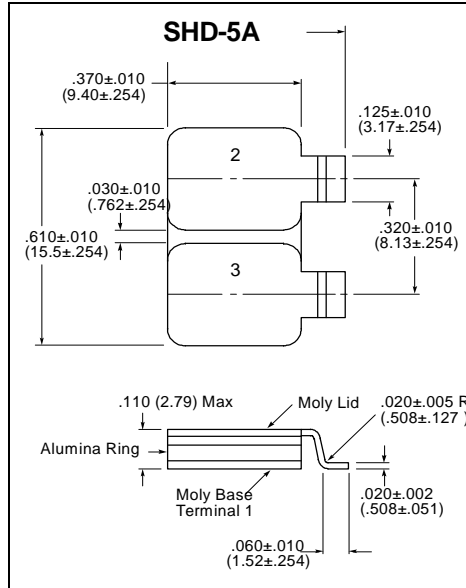 SHD-5A
.370±.010
(9.40±.254)
.125±.010
(3.17±.254)
2
.030±.010
(.762±.254)
.320±.010
(8.13±.254)
.610±.010
(15.5±.254)
3
.110 (2.79) Max
Moly Lid
.020±.005 R
(.508±.127 )
Alumina Ring
Moly Base
Terminal 1
.020±.002
(.508±.051)
.060±.010
(1.52±.254)